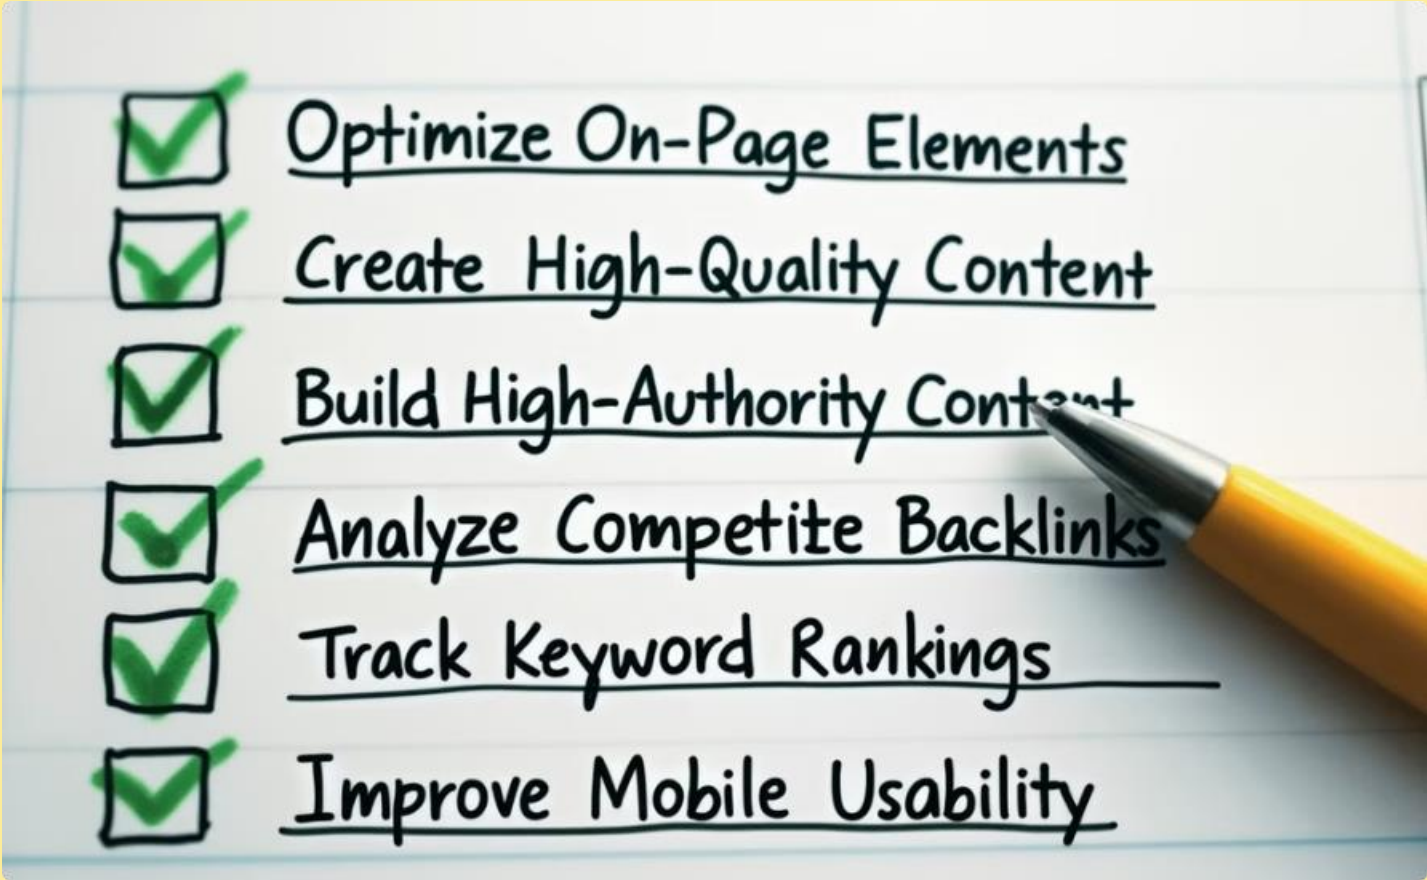 Optimize On-Page Elements
Create High-Quality Content
Build High-Authority Content
Analyze Competite Backlinks
Track Keyword Rankings
Improve Mobile Usability